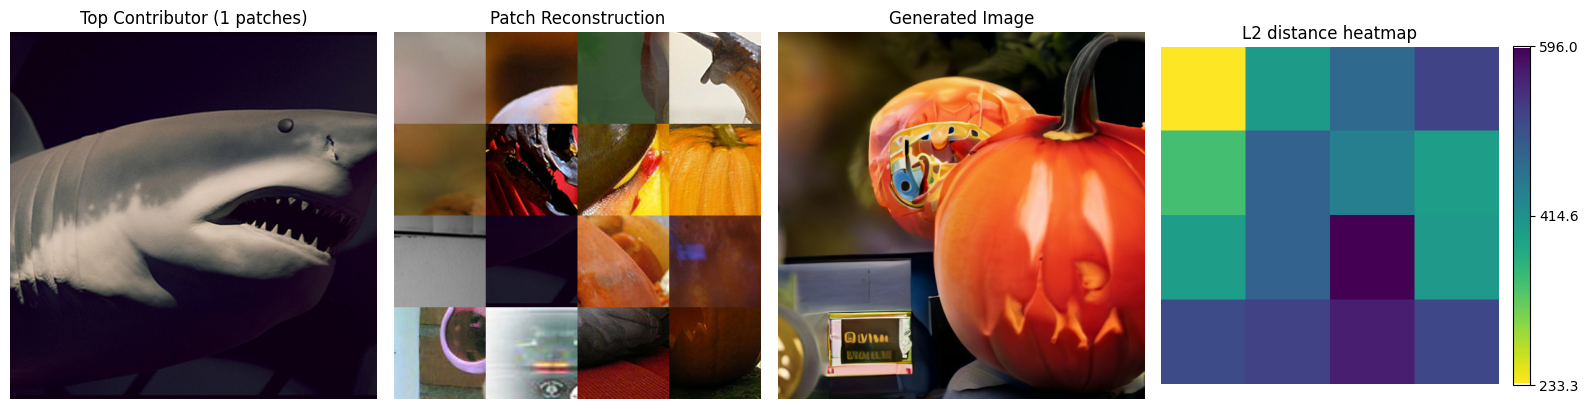 Top Contributor (1 patches)
Patch Reconstruction
Generated Image
L2 distance heatmap
596.0
414.6
233.3